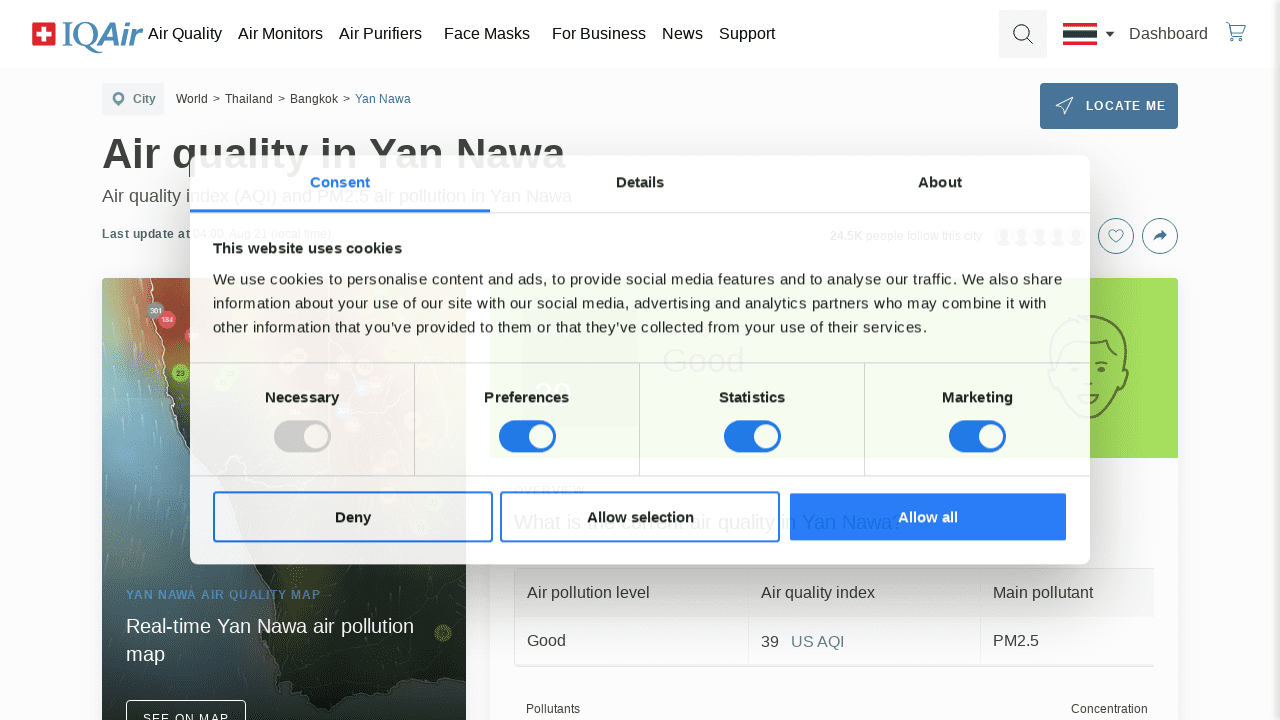 IQAir
Air Quality
Air Monitors
Air Purifiers
Face Masks
For Business
News
Support
Dashboard
City
World > Thailand > Bangkok > Yan Nawa
LOCATE ME
Air quality in Yan Nawa
Air quality index (AQI) and PM2.5 air pollution in Yan Nawa
Last update at 04:00, Aug 21 (local time)
24.5K people follow this city
Consent
Details
About
This website uses cookies
We use cookies to personalise content and ads, to provide social media features and to analyse our traffic. We also share
information about your use of our site with our social media, advertising and analytics partners who may combine it with
other information that you've provided to them or that they've collected from your use of their services.
301
184
23
Good
39
Necessary
Preferences
Statistics
Marketing
Deny
Allow selection
Allow all
OVERVIEW
What is the current air quality in Yan Nawa?
YAN NAWA AIR QUALITY MAP
Real-time Yan Nawa air pollution
map
SEE ON MAP
Air pollution level
Air quality index
Main pollutant
Good
39 US AQI
PM2.5
Pollutants
Concentration